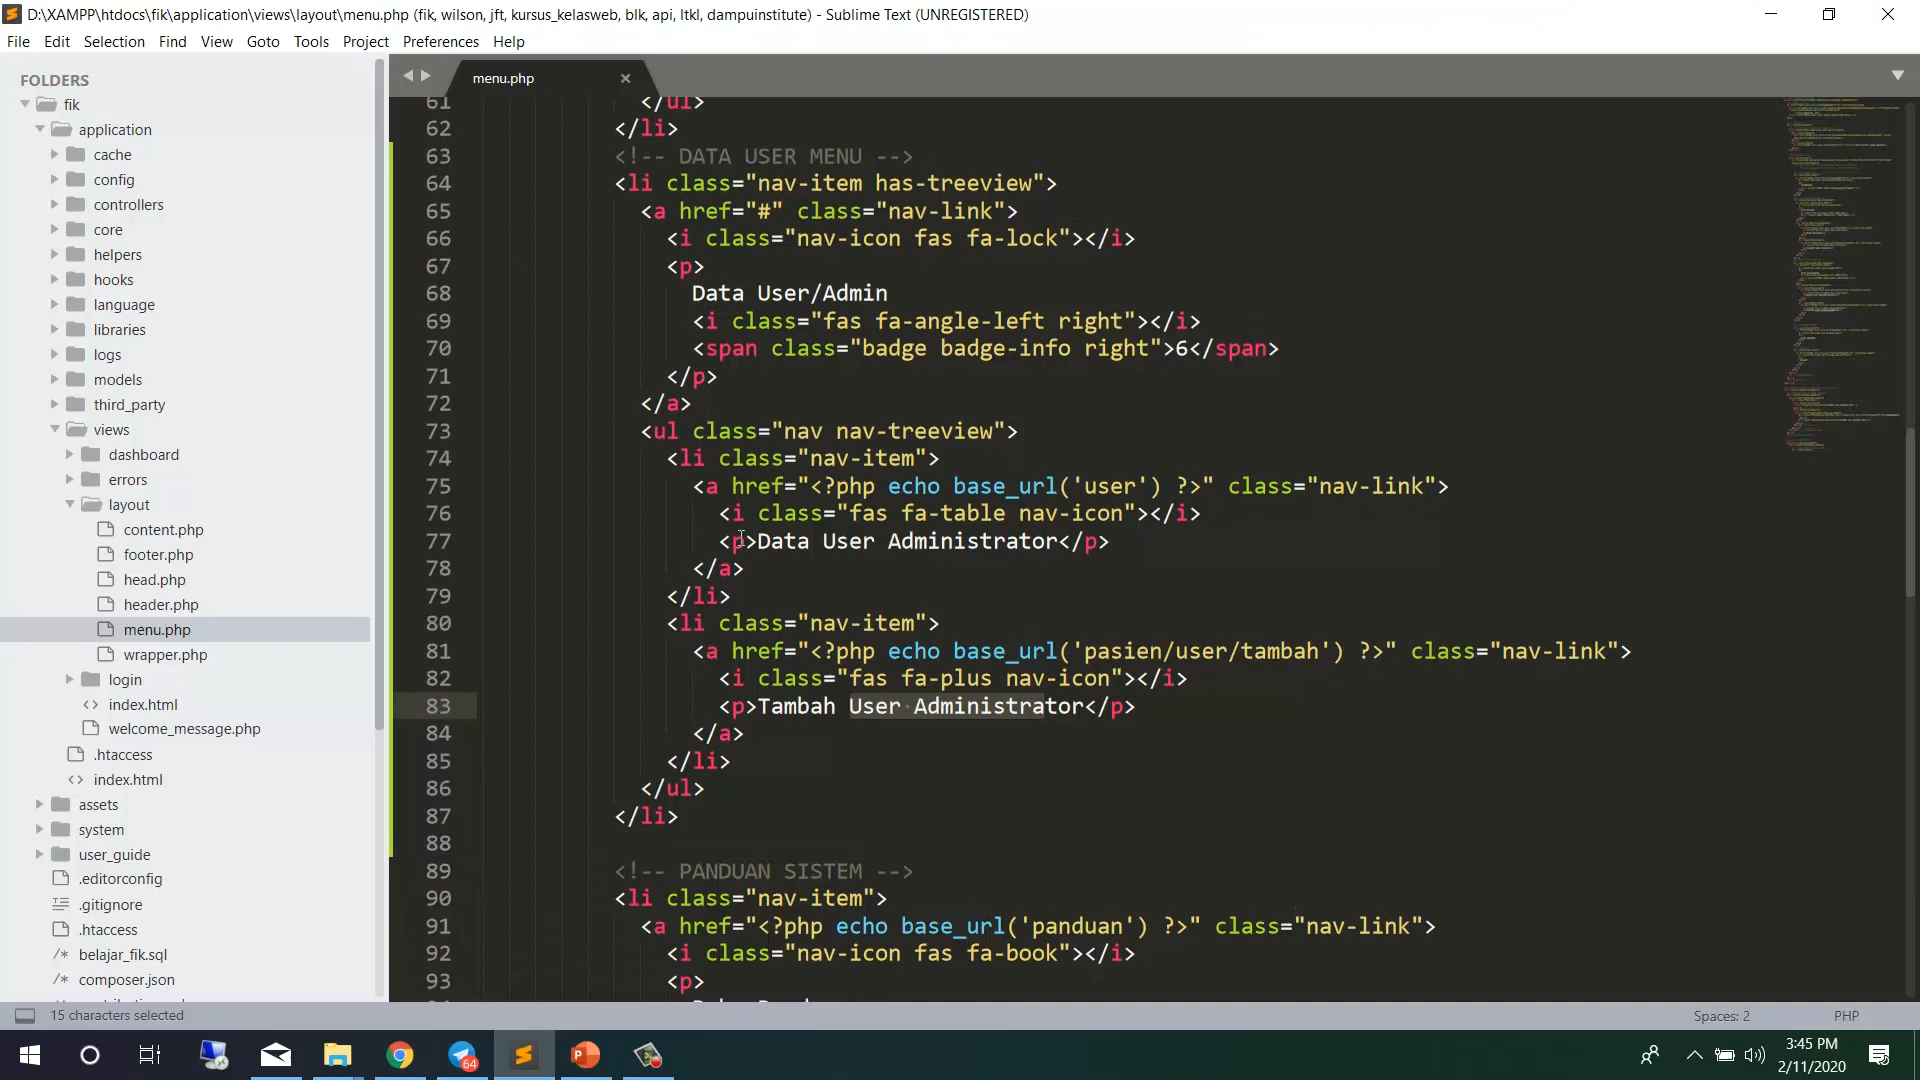 D:\XAMPP\htdocs\fik\application\views\layout\menu.php (fik, wilson, jft, kursus_kelasweb, blk, api, ltkl, dampuinstitute) - Sublime Text (UNREGISTERED)
File Edit Selection Find View Goto Tools Project Preferences Help
FOLDERS
fik
application
cache
config
controllers
core
helpers
hooks
language
libraries
logs
models
third_party
views
dashboard
errors
layout
content.php
footer.php
head.php
header.php
menu.php
wrapper.php
login
index.html
welcome_message.php
.htaccess
index.html
assets
system
user_guide
.editorconfig
.gitignore
.htaccess
belajar_fik.sql
composer.json
menu.php
61 </ul>
62 </li>
63 <!-- DATA USER MENU -->
64 <li class="nav-item has-treeview">
65 <a href="#" class="nav-link">
66 <i class="nav-icon fas fa-lock"></i>
67 <p>
68 Data User/Admin
69 <i class="fas fa-angle-left right"></i>
70 <span class="badge badge-info right">6</span>
71 </p>
72 </a>
73 <ul class="nav nav-treeview">
74 <li class="nav-item">
75 <a href="<?php echo base_url('user') ?>" class="nav-link">
76 <i class="fas fa-table nav-icon"></i>
77 <p>Data User Administrator</p>
78 </a>
79 </li>
80 <li class="nav-item">
81 <a href="<?php echo base_url('pasien/user/tambah') ?>" class="nav-link">
82 <i class="fas fa-plus nav-icon"></i>
83 <p>Tambah User Administrator</p>
84 </a>
85 </li>
86 </ul>
87 </li>
88
89 <!-- PANDUAN SISTEM -->
90 <li class="nav-item">
91 <a href="<?php echo base_url('panduan') ?>" class="nav-link">
92 <i class="nav-icon fas fa-book"></i>
93 <p>
15 characters selected
Spaces: 2 PHP
64
3:45 PM
2/11/2020